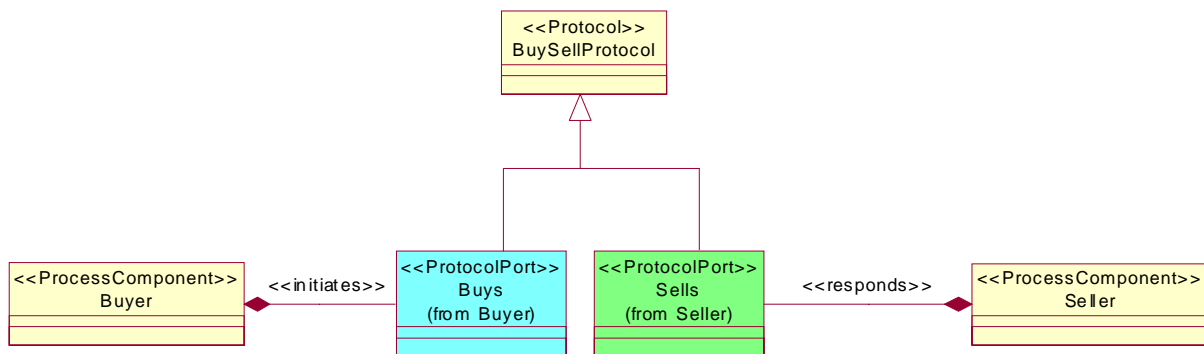 <<Protocol>>
BuySellProtocol
<<ProcessComponent>>
Buyer
<<initiates>>
<<ProtocolPort>>
Buys
(from Buyer)
<<ProtocolPort>>
Sells
(from Seller)
<<responds>>
<<ProcessComponent>>
Seller